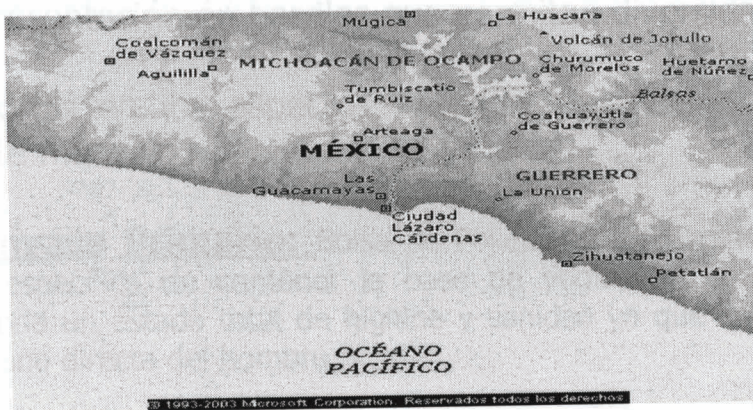 Múgica
La Huacana
Coalcomán
de Vázquez
Volcán de Jorullo
Aguililla
MICHOACÁN DE OCAMPO
Churumuco
de Morelos
Huetamo
de Núñez
Tumbiscatio
de Ruiz
Balsas
Coahuayutla
de Guerrero
Arteaga
MÉXICO
GUERRERO
Las
Guacamayas
La Unión
Ciudad
Lázaro
Cárdenas
Zihuatanejo
Petatlán
OCÉANO
PACÍFICO
© 1993-2003 Microsoft Corporation. Reservados todos los derechos